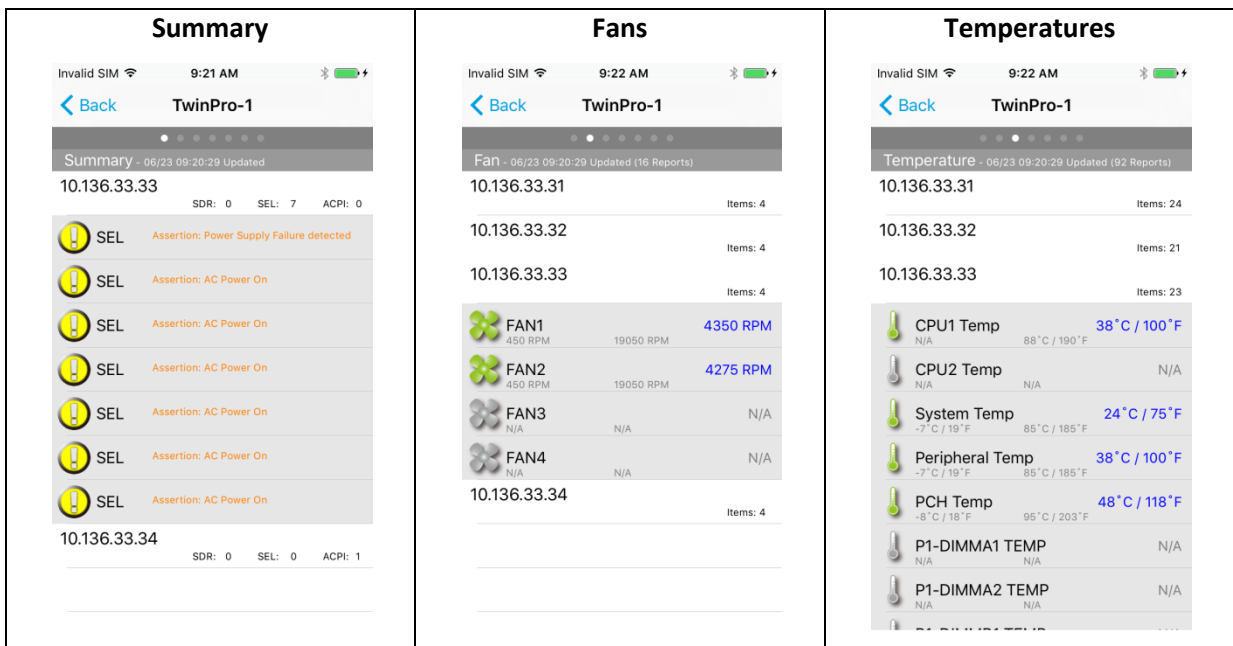 Summary
Invalid SIM 9:21 AM
Back TwinPro-1
Summary - 06/23 09:20:29 Updated
10.136.33.33
SDR: 0 SEL: 7 ACPI: 0
SEL Assertion: Power Supply Failure detected
SEL Assertion: AC Power On
SEL Assertion: AC Power On
SEL Assertion: AC Power On
SEL Assertion: AC Power On
SEL Assertion: AC Power On
SEL Assertion: AC Power On
10.136.33.34
SDR: 0 SEL: 0 ACPI: 1
Fans
Invalid SIM 9:22 AM
Back TwinPro-1
Fan - 06/23 09:20:29 Updated (16 Reports)
10.136.33.31
Items: 4
10.136.33.32
Items: 4
10.136.33.33
Items: 4
FAN1 4350 RPM
450 RPM 19050 RPM
FAN2 4275 RPM
450 RPM 19050 RPM
FAN3 N/A
N/A N/A
FAN4 N/A
N/A N/A
10.136.33.34
Items: 4
Temperatures
Invalid SIM 9:22 AM
Back TwinPro-1
Temperature - 06/23 09:20:29 Updated (92 Reports)
10.136.33.31
Items: 24
10.136.33.32
Items: 21
10.136.33.33
Items: 23
CPU1 Temp 38˚C / 100˚F
N/A 88˚C / 190˚F
CPU2 Temp N/A
N/A N/A
System Temp 24˚C / 75˚F
-7˚C / 19˚F 85˚C / 185˚F
Peripheral Temp 38˚C / 100˚F
-7˚C / 19˚F 85˚C / 185˚F
PCH Temp 48˚C / 118˚F
-8˚C / 18˚F 95˚C / 203˚F
P1-DIMMA1 TEMP N/A
N/A N/A
P1-DIMMA2 TEMP N/A
N/A N/A